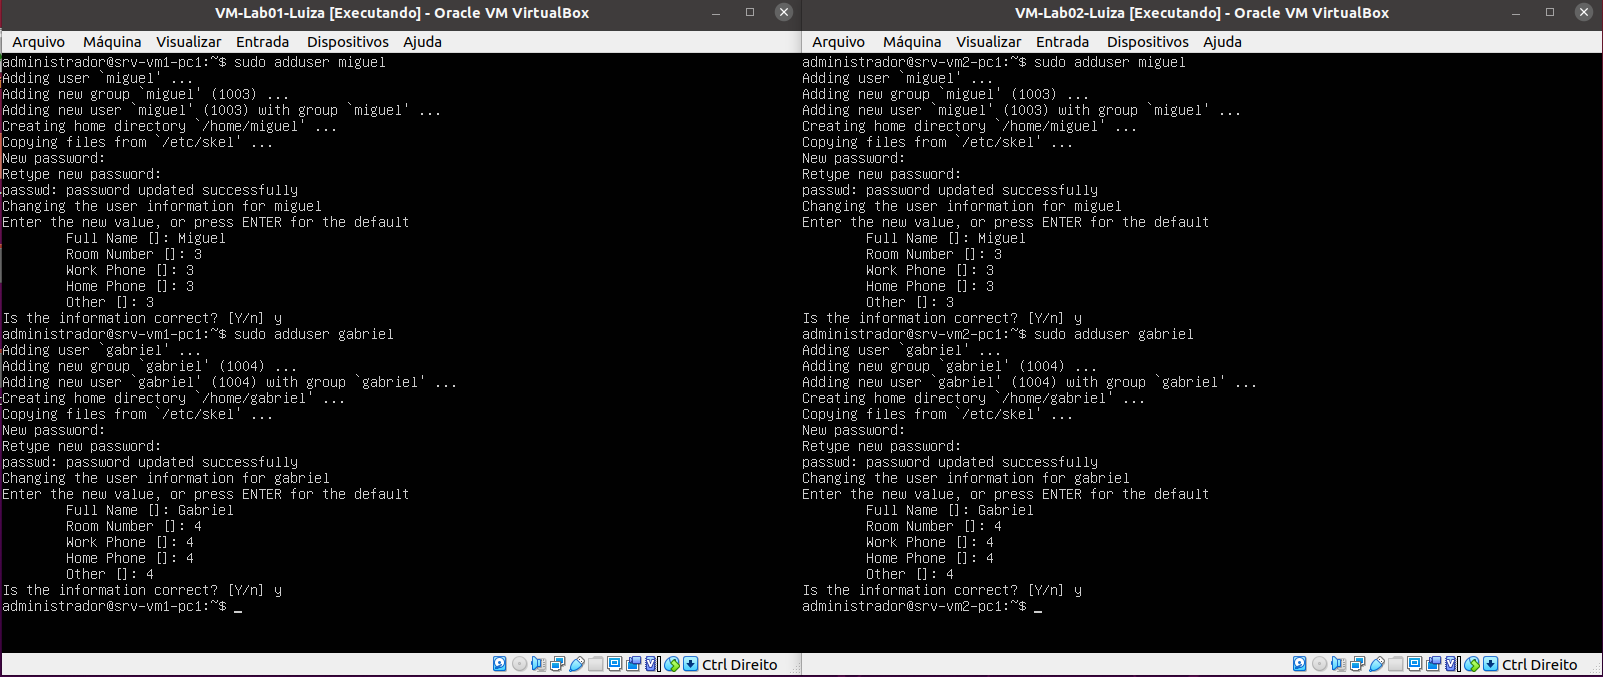 VM-Lab01-Luiza [Executando] - Oracle VM VirtualBox
Arquivo Máquina Visualizar Entrada Dispositivos Ajuda
administrador@srv-vm1-pc1:~$ sudo adduser miguel
Adding user `miguel' ...
Adding new group `miguel' (1003) ...
Adding new user `miguel' (1003) with group `miguel' ...
Creating home directory `/home/miguel' ...
Copying files from `/etc/skel' ...
New password:
Retype new password:
passwd: password updated successfully
Changing the user information for miguel
Enter the new value, or press ENTER for the default
Full Name []: Miguel
Room Number []: 3
Work Phone []: 3
Home Phone []: 3
Other []: 3
Is the information correct? [Y/n] y
administrador@srv-vm1-pc1:~$ sudo adduser gabriel
Adding user `gabriel' ...
Adding new group `gabriel' (1004) ...
Adding new user `gabriel' (1004) with group `gabriel' ...
Creating home directory `/home/gabriel' ...
Copying files from `/etc/skel' ...
New password:
Retype new password:
passwd: password updated successfully
Changing the user information for gabriel
Enter the new value, or press ENTER for the default
Full Name []: Gabriel
Room Number []: 4
Work Phone []: 4
Home Phone []: 4
Other []: 4
Is the information correct? [Y/n] y
administrador@srv-vm1-pc1:~$ _
Ctrl Direito
VM-Lab02-Luiza [Executando] - Oracle VM VirtualBox
Arquivo Máquina Visualizar Entrada Dispositivos Ajuda
administrador@srv-vm2-pc1:~$ sudo adduser miguel
Adding user `miguel' ...
Adding new group `miguel' (1003) ...
Adding new user `miguel' (1003) with group `miguel' ...
Creating home directory `/home/miguel' ...
Copying files from `/etc/skel' ...
New password:
Retype new password:
passwd: password updated successfully
Changing the user information for miguel
Enter the new value, or press ENTER for the default
Full Name []: Miguel
Room Number []: 3
Work Phone []: 3
Home Phone []: 3
Other []: 3
Is the information correct? [Y/n] y
administrador@srv-vm2-pc1:~$ sudo adduser gabriel
Adding user `gabriel' ...
Adding new group `gabriel' (1004) ...
Adding new user `gabriel' (1004) with group `gabriel' ...
Creating home directory `/home/gabriel' ...
Copying files from `/etc/skel' ...
New password:
Retype new password:
passwd: password updated successfully
Changing the user information for gabriel
Enter the new value, or press ENTER for the default
Full Name []: Gabriel
Room Number []: 4
Work Phone []: 4
Home Phone []: 4
Other []: 4
Is the information correct? [Y/n] y
administrador@srv-vm2-pc1:~$ _
Ctrl Direito